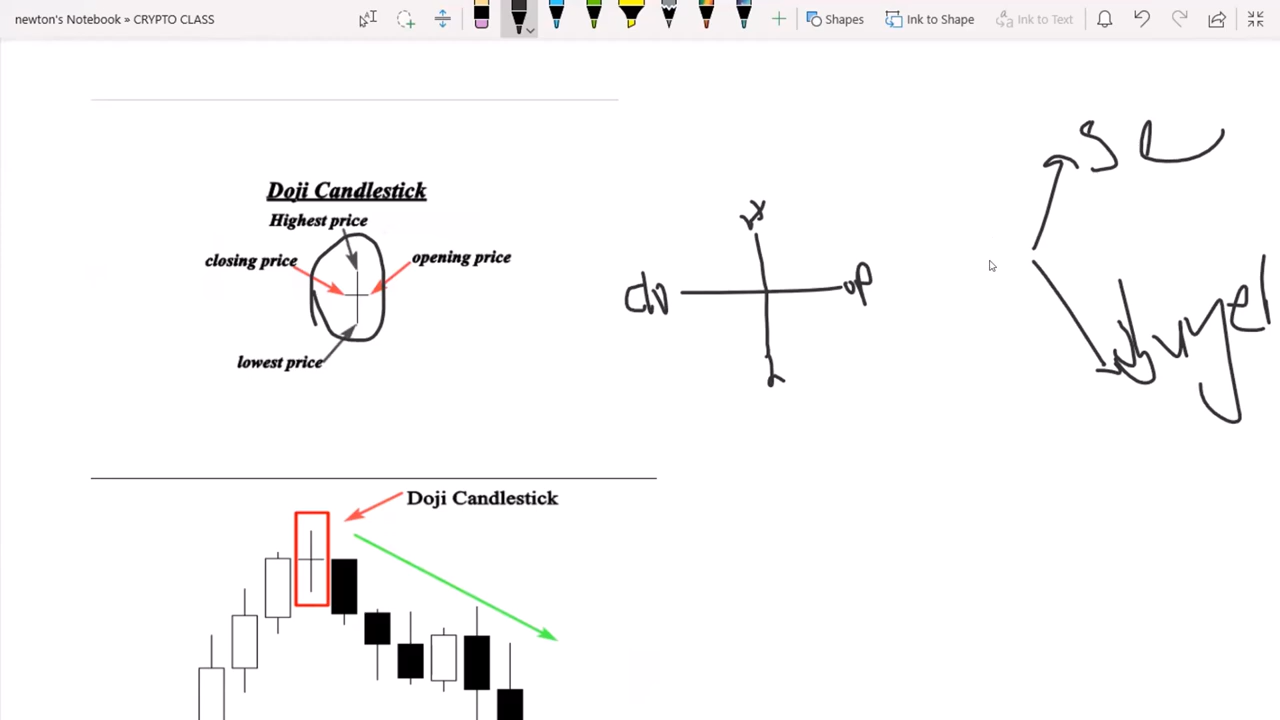 newton's Notebook » CRYPTO CLASS
Shapes
Ink to Shape
Ink to Text
Doji Candlestick
Highest price
closing price
opening price
lowest price
op
Doji Candlestick